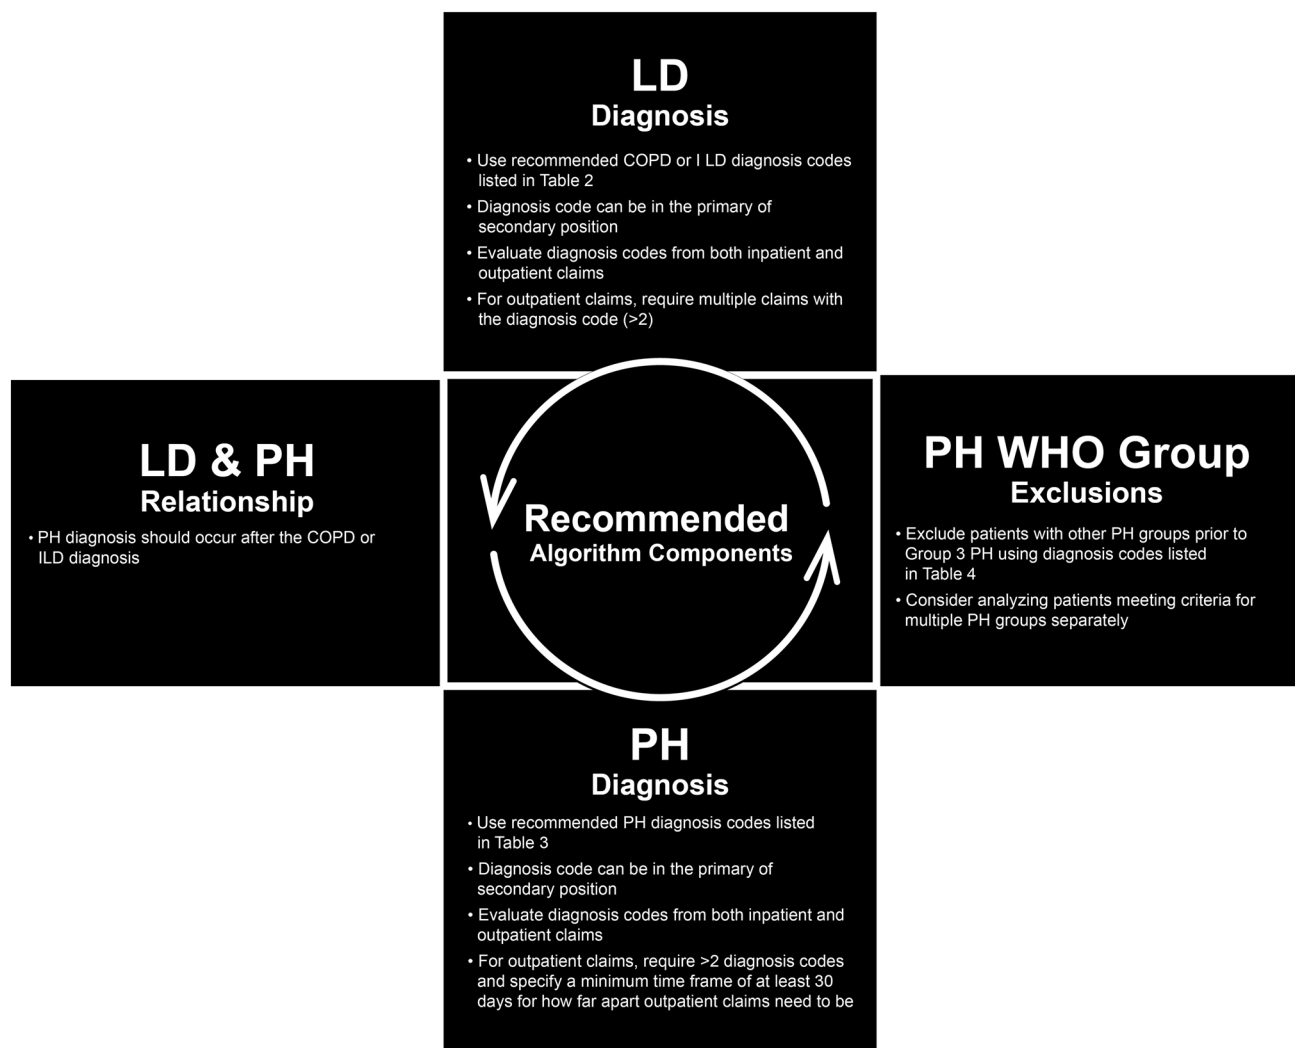 LD
Diagnosis
• Use recommended COPD or I LD diagnosis codes
listed in Table 2
• Diagnosis code can be in the primary of
secondary position
• Evaluate diagnosis codes from both inpatient and
outpatient claims
• For outpatient claims, require multiple claims with
the diagnosis code (>2)
LD & PH
Relationship
• PH diagnosis should occur after the COPD or
ILD diagnosis
Recommended
Algorithm Components
PH WHO Group
Exclusions
• Exclude patients with other PH groups prior to
Group 3 PH using diagnosis codes listed
in Table 4
• Consider analyzing patients meeting criteria for
multiple PH groups separately
PH
Diagnosis
• Use recommended PH diagnosis codes listed
in Table 3
• Diagnosis code can be in the primary of
secondary position
• Evaluate diagnosis codes from both inpatient and
outpatient claims
• For outpatient claims, require >2 diagnosis codes
and specify a minimum time frame of at least 30
days for how far apart outpatient claims need to be